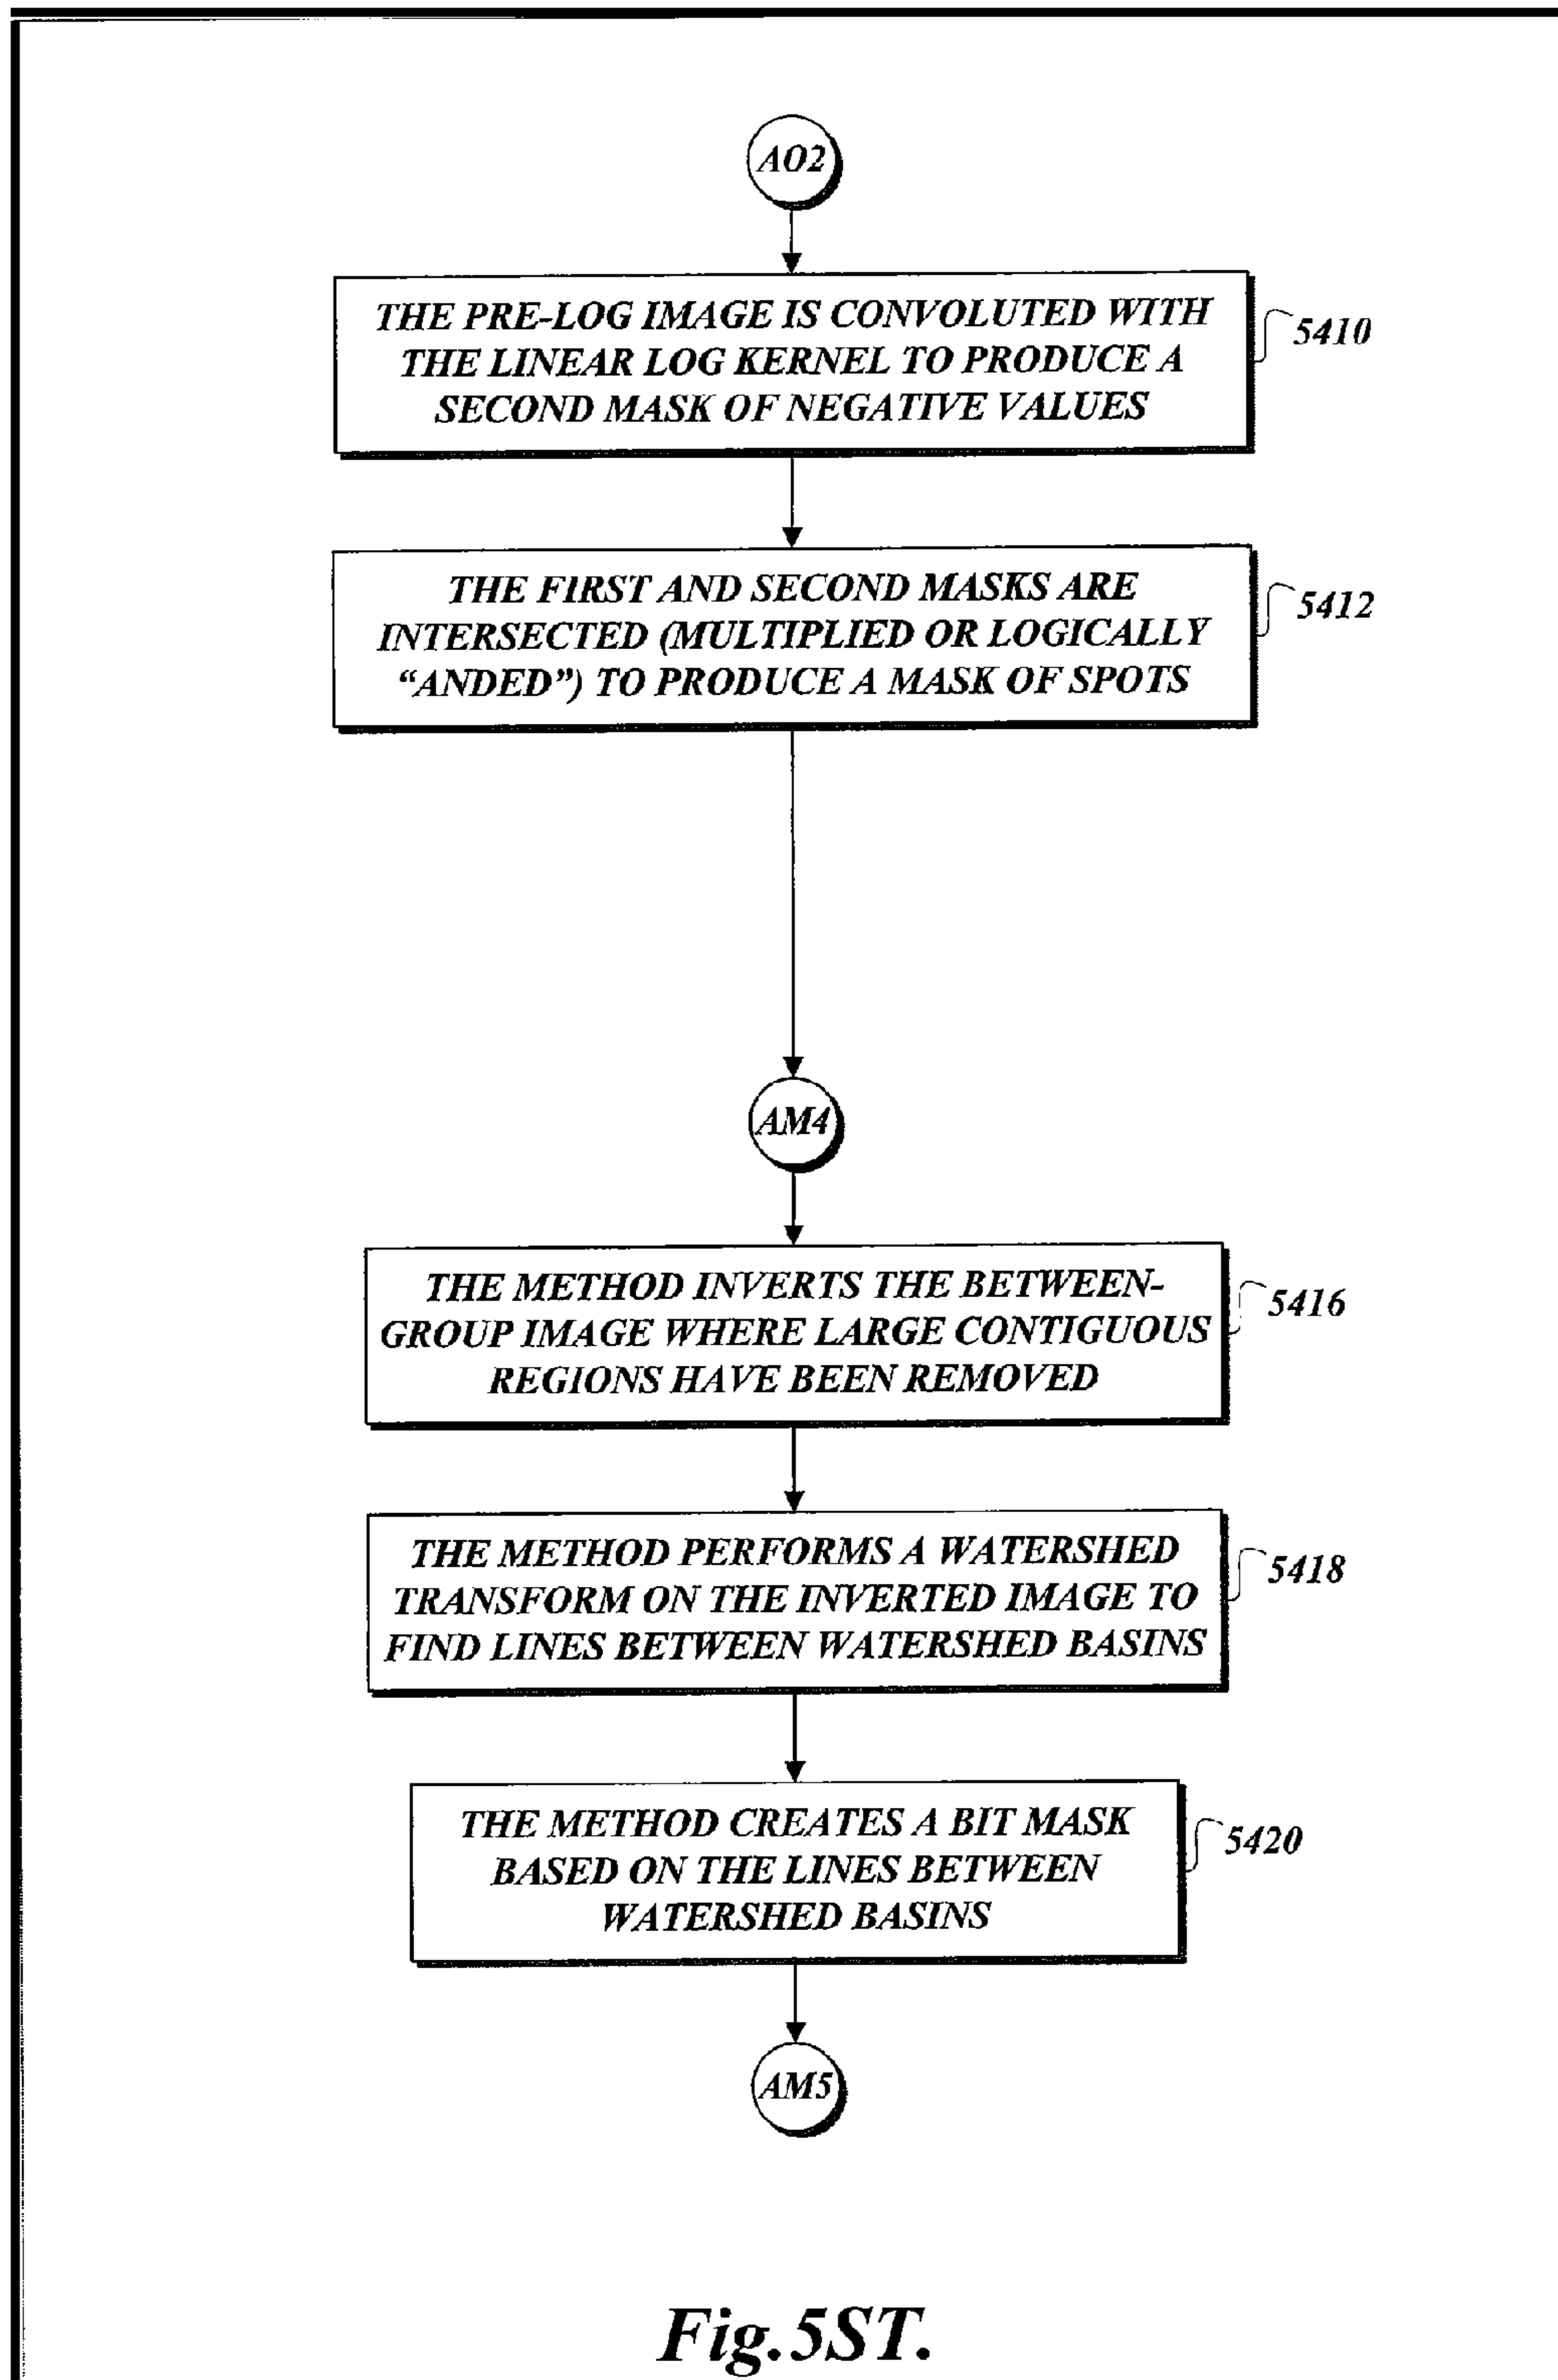 AO2
THE PRE-LOG IMAGE IS CONVOLUTED WITH
THE LINEAR LOG KERNEL TO PRODUCE A
SECOND MASK OF NEGATIVE VALUES
5410
THE FIRST AND SECOND MASKS ARE
INTERSECTED (MULTIPLIED OR LOGICALLY
“ANDED”) TO PRODUCE A MASK OF SPOTS
5412
AM4
THE METHOD INVERTS THE BETWEEN-
GROUP IMAGE WHERE LARGE CONTIGUOUS
REGIONS HAVE BEEN REMOVED
5416
THE METHOD PERFORMS A WATERSHED
TRANSFORM ON THE INVERTED IMAGE TO
FIND LINES BETWEEN WATERSHED BASINS
5418
THE METHOD CREATES A BIT MASK
BASED ON THE LINES BETWEEN
WATERSHED BASINS
5420
AM5
Fig.5ST.